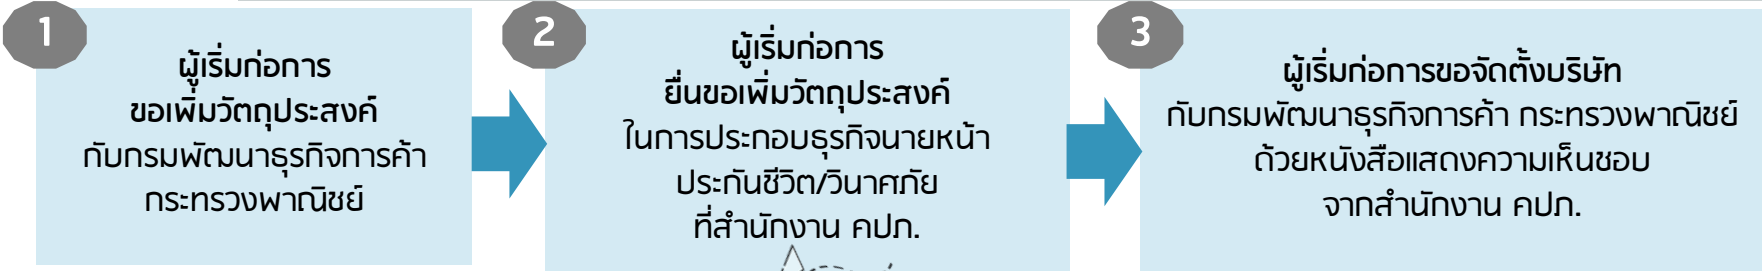 1
ผู้เริ่มก่อการ
ขอเพิ่มวัตถุประสงค์
กับกรมพัฒนาธุรกิจการค้า
กระทรวงพาณิชย์
2
ผู้เริ่มก่อการ
ยื่นขอเพิ่มวัตถุประสงค์
ในการประกอบธุรกิจนายหน้า
ประกันชีวิต/วินาศภัย
ที่สำนักงาน คปภ.
3
ผู้เริ่มก่อการขอจัดตั้งบริษัท
กับกรมพัฒนาธุรกิจการค้า กระทรวงพาณิชย์
ด้วยหนังสือแสดงความเห็นชอบ
จากสำนักงาน คปภ.